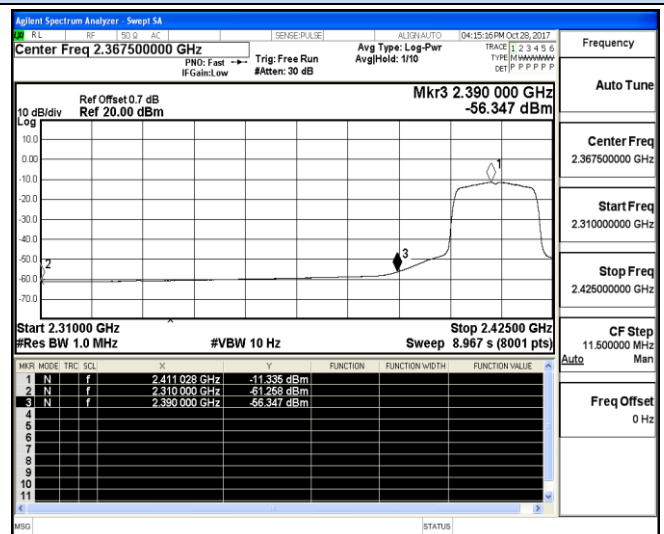 Agilent Spectrum Analyzer - Swept SA
LXI RL RF 50 Ω AC SENSE:PULSE ALIGN AUTO 04:15:16 PM Oct 28, 2017
Center Freq 2.367500000 GHz
PNO: Fast
IFGain:Low
Trig: Free Run
#Atten: 30 dB
Avg Type: Log-Pwr
Avg|Hold: 1/10
TRACE 1 2 3 4 5 6
TYPE M WWWWW
DET P P P P P P
Ref Offset 0.7 dB
10 dB/div Ref 20.00 dBm
Log
Mkr3 2.390 000 GHz
-56.347 dBm
10.0
0.00
-10.0
-20.0
-30.0
-40.0
-50.0
-60.0
-70.0
1
2
3
Start 2.31000 GHz Stop 2.42500 GHz
#Res BW 1.0 MHz #VBW 10 Hz Sweep 8.967 s (8001 pts)
MKR MODE TRC SCL X Y FUNCTION FUNCTION WIDTH FUNCTION VALUE
1 N f 2.411 028 GHz -11.335 dBm
2 N f 2.310 000 GHz -61.258 dBm
3 N f 2.390 000 GHz -56.347 dBm
4
5
6
7
8
9
10
11
MSG STATUS
Frequency
Auto Tune
Center Freq
2.367500000 GHz
Start Freq
2.310000000 GHz
Stop Freq
2.425000000 GHz
CF Step
11.500000 MHz
Auto Man
Freq Offset
0 Hz